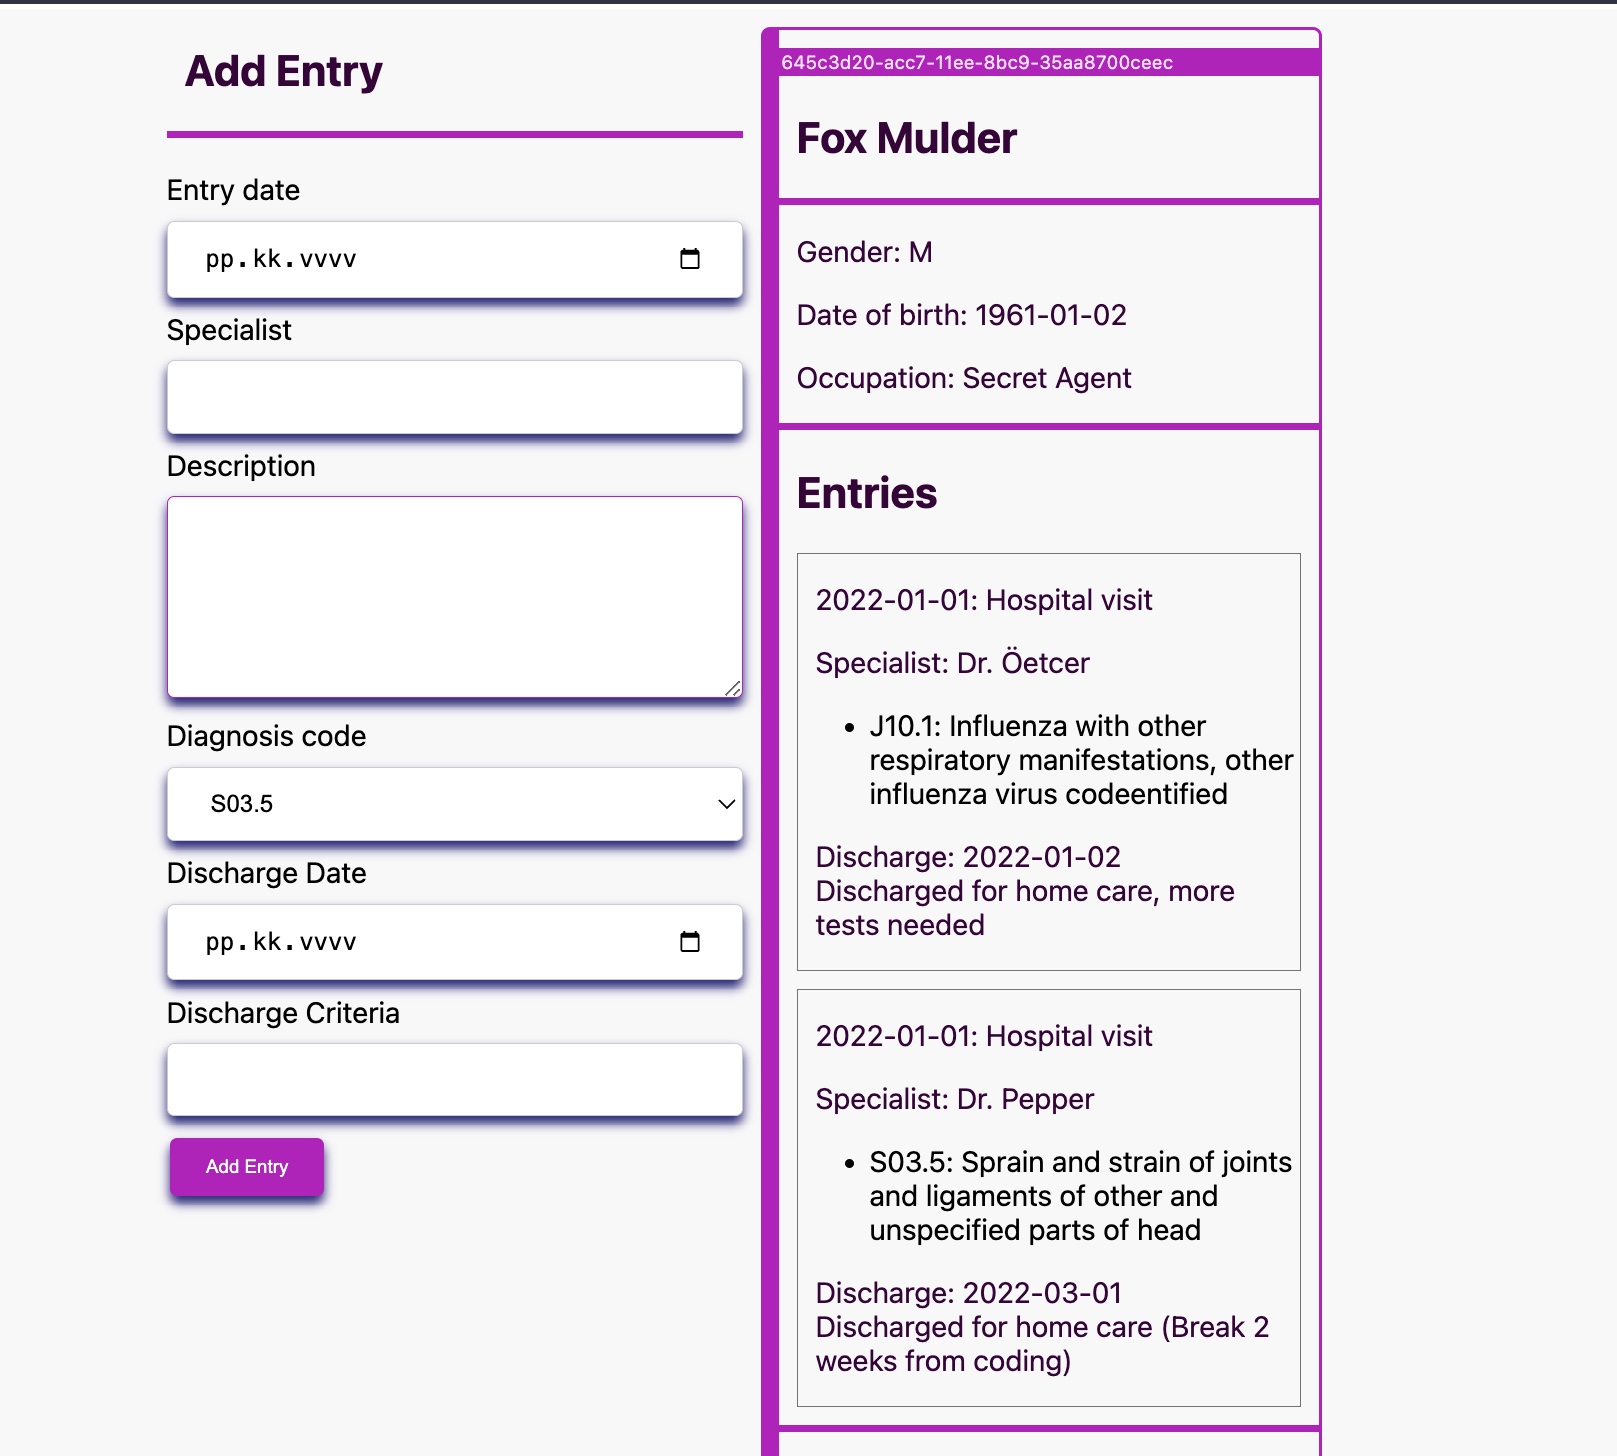 Add Entry
Entry date
pp.kk.vvvv
Specialist
Description
Diagnosis code
S03.5
Discharge Date
pp.kk.vvvv
Discharge Criteria
Add Entry
645c3d20-acc7-11ee-8bc9-35aa8700ceec
Fox Mulder
Gender: M
Date of birth: 1961-01-02
Occupation: Secret Agent
Entries
2022-01-01: Hospital visit
Specialist: Dr. Öetcer
• J10.1: Influenza with other
respiratory manifestations, other
influenza virus codeentified
Discharge: 2022-01-02
Discharged for home care, more
tests needed
2022-01-01: Hospital visit
Specialist: Dr. Pepper
• S03.5: Sprain and strain of joints
and ligaments of other and
unspecified parts of head
Discharge: 2022-03-01
Discharged for home care (Break 2
weeks from coding)